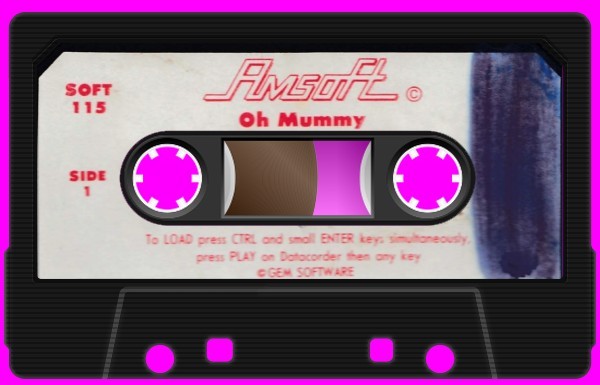 Amsoft ©
SOFT
115
Oh Mummy
SIDE
1
To LOAD press CTRL and small ENTER keys simultaneously,
press PLAY on Datacorder then any key
© GEM SOFTWARE